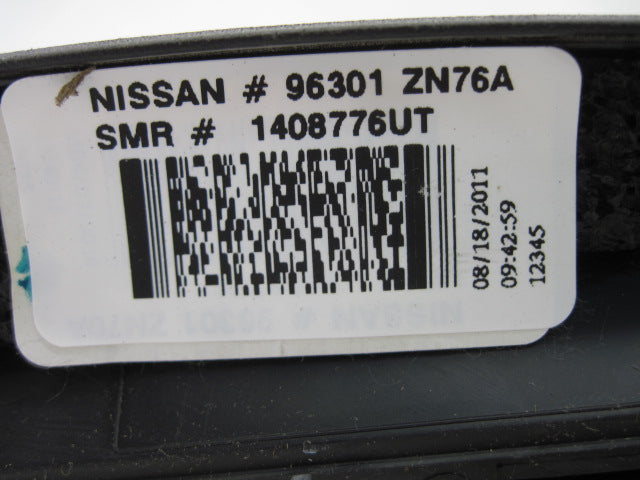 NISSAN # 96301 ZN76A
SMR # 1408776UT
08/18/2011
09:42:59
12345